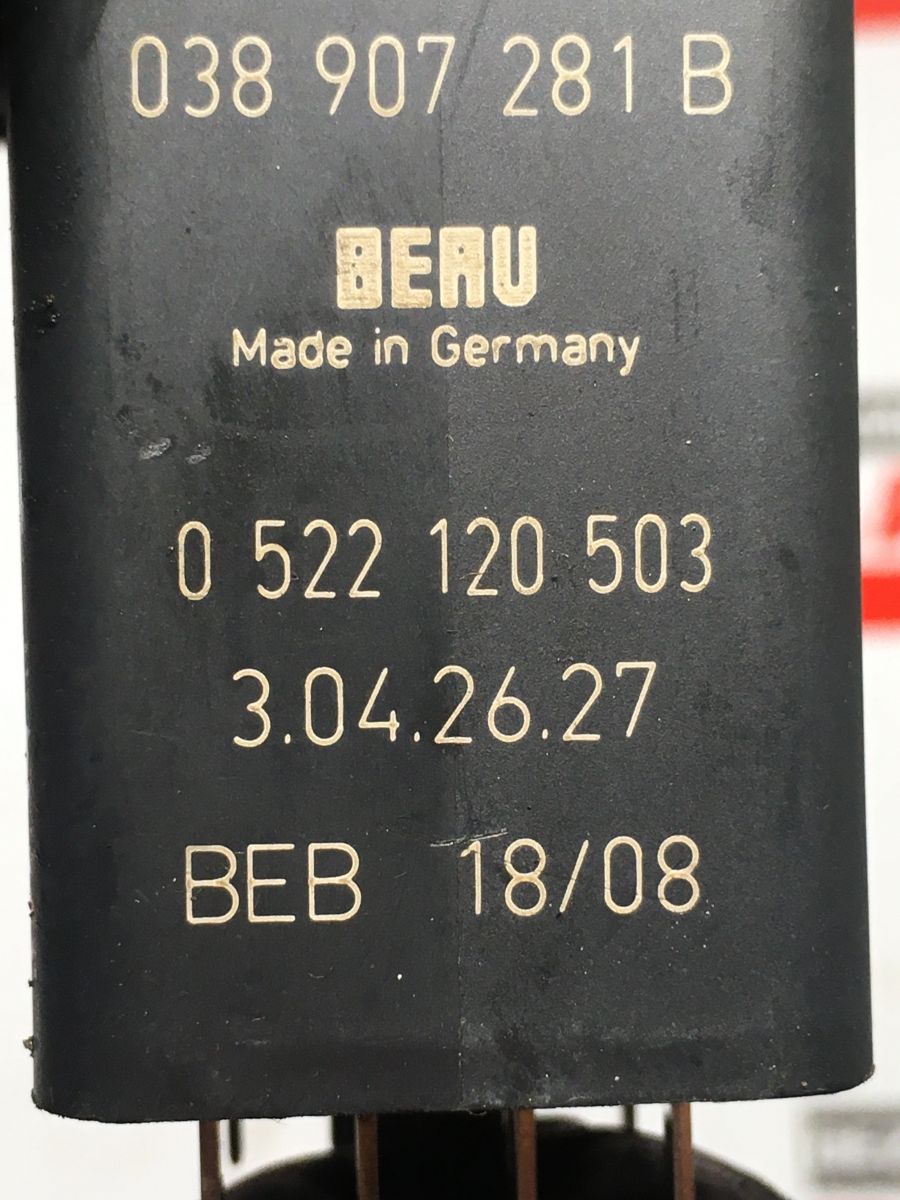 038 907 281 B
BERU
Made in Germany
0 522 120 503
3.04.26.27
BEB 18/08